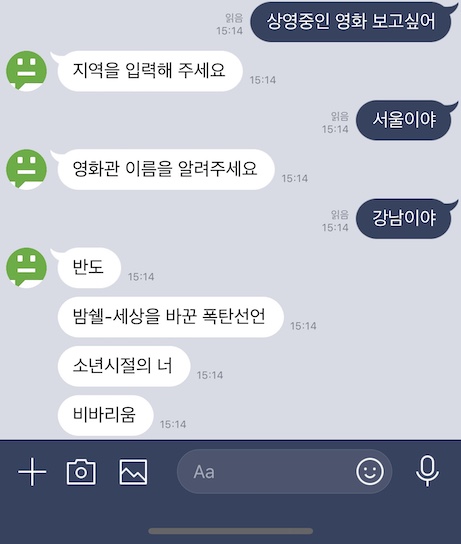 상영중인 영화 보고싶어
읽음
15:14
지역을 입력해 주세요
15:14
서울이야
읽음
15:14
영화관 이름을 알려주세요
15:14
강남이야
읽음
15:14
반도
15:14
밤쉘-세상을 바꾼 폭탄선언
15:14
소년시절의 너
15:14
비바리움
15:14
Aa